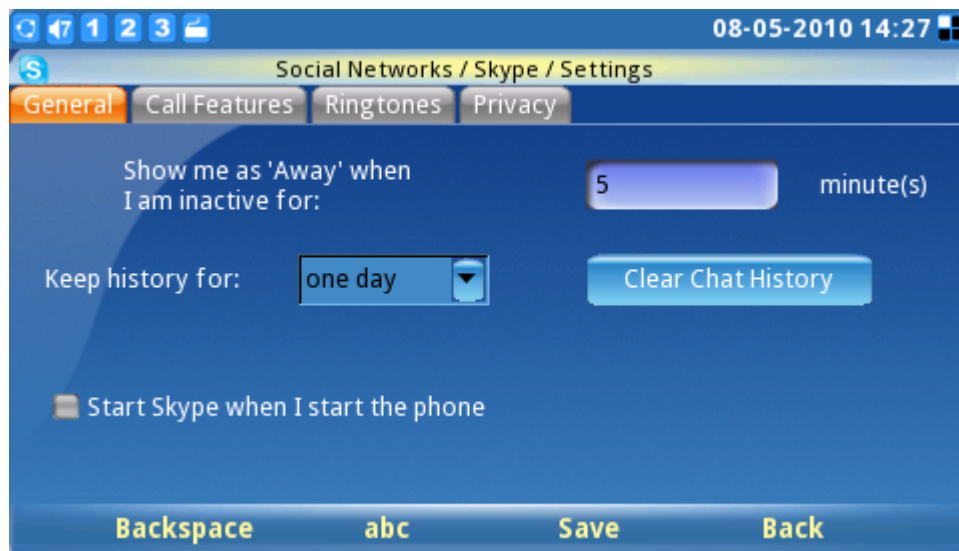 7 1 2 3 08-05-2010 14:27
S Social Networks / Skype / Settings
General Call Features Ringtones Privacy
Show me as 'Away' when
I am inactive for:
5 minute(s)
Keep history for: one day Clear Chat History
Start Skype when I start the phone
Backspace abc Save Back